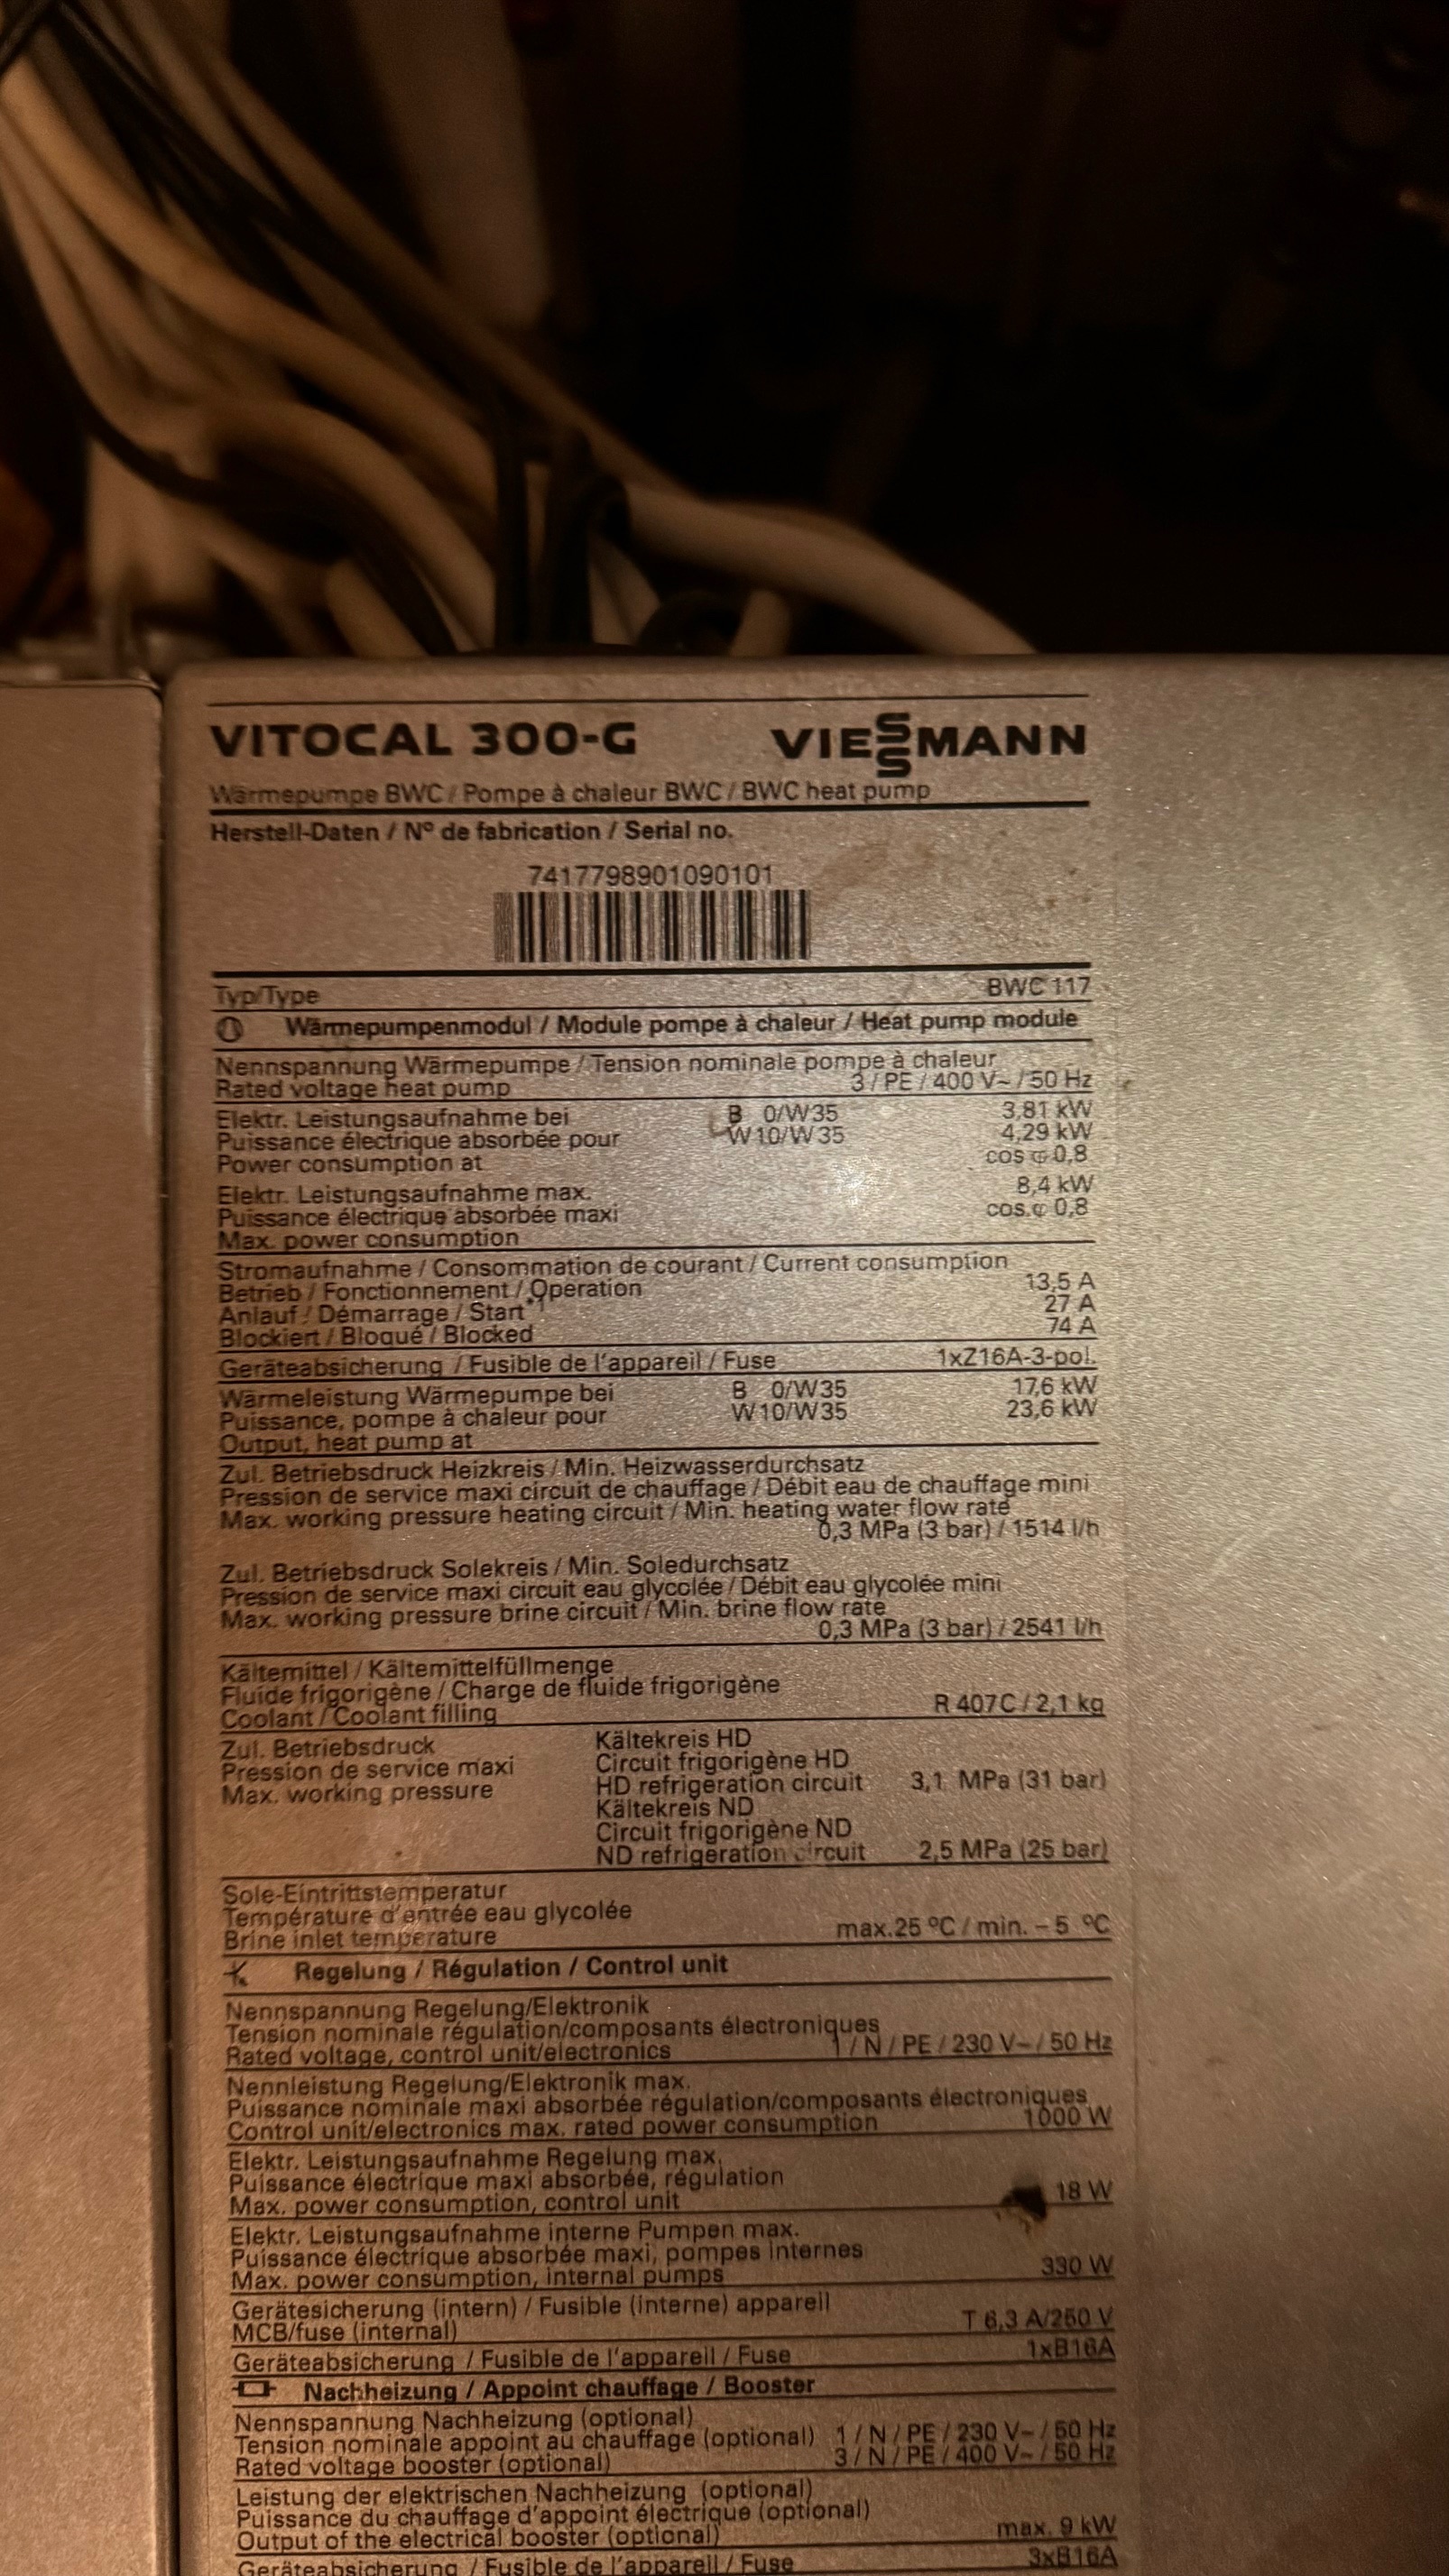 VITOCAL 300-G VIESSMANN
Wärmepumpe BWC / Pompe à chaleur BWC / BWC heat pump
Herstell-Daten / Nº de fabrication / Serial no.
7417798901090101
Typ/Type BWC 117
Wärmepumpenmodul / Module pompe à chaleur / Heat pump module
Nennspannung Wärmepumpe / Tension nominale pompe à chaleur
Rated voltage heat pump 3 / PE / 400 V~ / 50 Hz
Elektr. Leistungsaufnahme bei B 0/W35 3,81 kW
Puissance électrique absorbée pour W10/W35 4,29 kW
Power consumption at cos φ 0,8
Elektr. Leistungsaufnahme max. 8,4 kW
Puissance électrique absorbée maxi cos.φ 0,8
Max. power consumption
Stromaufnahme / Consommation de courant / Current consumption
Betrieb / Fonctionnement / Operation 13,5 A
Anlauf / Démarrage / Start*) 27 A
Blockiert / Bloqué / Blocked 74 A
Geräteabsicherung / Fusible de l'appareil / Fuse 1xZ16A-3-pol.
Wärmeleistung Wärmepumpe bei B 0/W35 17,6 kW
Puissance, pompe à chaleur pour W10/W35 23,6 kW
Output, heat pump at
Zul. Betriebsdruck Heizkreis / Min. Heizwasserdurchsatz
Pression de service maxi circuit de chauffage / Débit eau de chauffage mini
Max. working pressure heating circuit / Min. heating water flow rate
0,3 MPa (3 bar) / 1514 l/h
Zul. Betriebsdruck Solekreis / Min. Soledurchsatz
Pression de service maxi circuit eau glycolée / Débit eau glycolée mini
Max. working pressure brine circuit / Min. brine flow rate
0,3 MPa (3 bar) / 2541 l/h
Kältemittel / Kältemittelfüllmenge
Fluide frigorigène / Charge de fluide frigorigène
Coolant / Coolant filling R 407C / 2,1 kg
Zul. Betriebsdruck Kältekreis HD
Pression de service maxi Circuit frigorigène HD
Max. working pressure HD refrigeration circuit 3,1 MPa (31 bar)
Kältekreis ND
Circuit frigorigène ND
ND refrigeration circuit 2,5 MPa (25 bar)
Sole-Eintrittstemperatur
Température d'entrée eau glycolée
Brine inlet temperature max.25 ºC / min. – 5 ºC
Regelung / Régulation / Control unit
Nennspannung Regelung/Elektronik
Tension nominale régulation/composants électroniques
Rated voltage, control unit/electronics 1 / N / PE / 230 V~ / 50 Hz
Nennleistung Regelung/Elektronik max.
Puissance nominale maxi absorbée régulation/composants électroniques
Control unit/electronics max. rated power consumption 1000 W
Elektr. Leistungsaufnahme Regelung max.
Puissance électrique maxi absorbée, régulation
Max. power consumption, control unit 18 W
Elektr. Leistungsaufnahme interne Pumpen max.
Puissance électrique absorbée maxi, pompes internes
Max. power consumption, internal pumps 330 W
Gerätesicherung (intern) / Fusible (interne) appareil
MCB/fuse (internal) T 6,3 A/250 V
Geräteabsicherung / Fusible de l'appareil / Fuse 1xB16A
Nachheizung / Appoint chauffage / Booster
Nennspannung Nachheizung (optional)
Tension nominale appoint au chauffage (optional) 1 / N / PE / 230 V~ / 50 Hz
Rated voltage booster (optional) 3 / N / PE / 400 V~ / 50 Hz
Leistung der elektrischen Nachheizung (optional)
Puissance du chauffage d'appoint électrique (optional)
Output of the electrical booster (optional) max. 9 kW
Geräteabsicherung / Fusible de l'appareil / Fuse 3xB16A